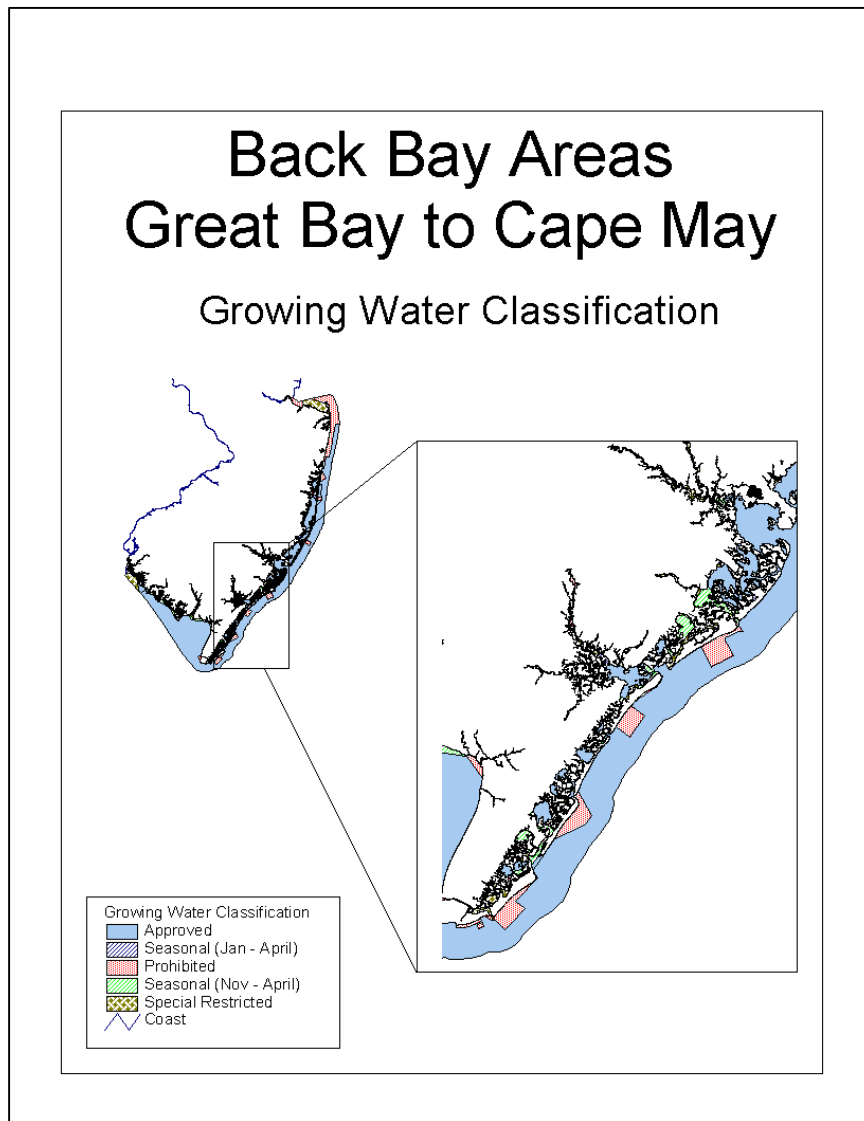 Back Bay Areas
Great Bay to Cape May
Growing Water Classification
Growing Water Classification
Approved
Seasonal (Jan - April)
Prohibited
Seasonal (Nov - April)
Special Restricted
Coast